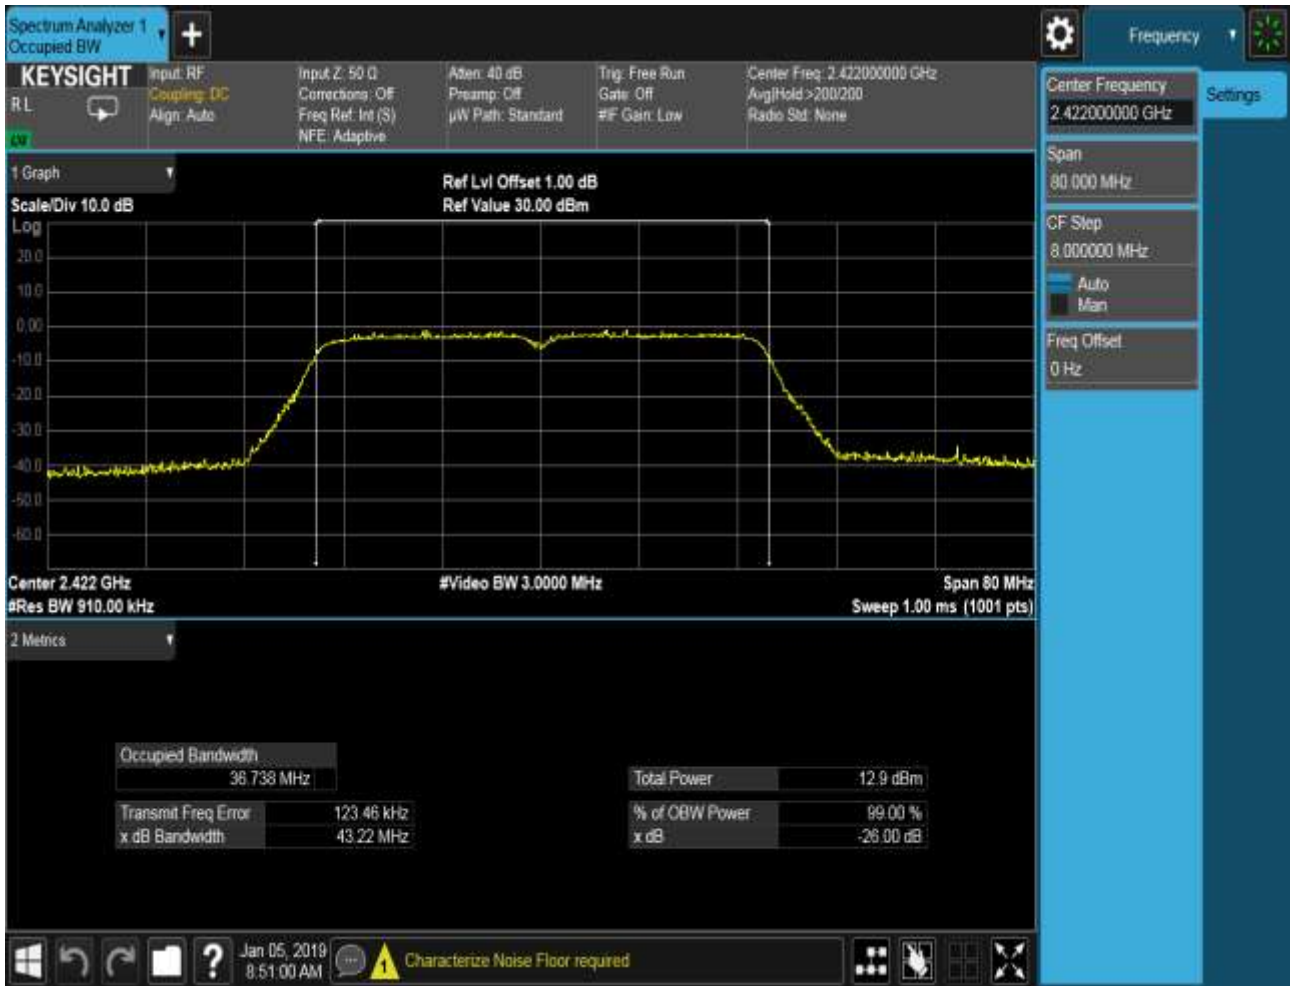 Spectrum Analyzer 1
Occupied BW
Frequency
KEYSIGHT
R L
Input: RF
Coupling: DC
Align: Auto
Input Z: 50 Ω
Corrections: Off
Freq Ref: Int (S)
NFE: Adaptive
Atten: 40 dB
Preamp: Off
µW Path: Standard
Trig: Free Run
Gate: Off
#IF Gain: Low
Center Freq: 2.422000000 GHz
Avg|Hold:>200/200
Radio Std: None
Center Frequency
2.422000000 GHz
Settings
Span
80.000 MHz
CF Step
8.000000 MHz
Auto
Man
Freq Offset
0 Hz
1 Graph
Scale/Div 10.0 dB
Ref Lvl Offset 1.00 dB
Ref Value 30.00 dBm
Log
20.0
10.0
0.00
-10.0
-20.0
-30.0
-40.0
-50.0
-60.0
Center 2.422 GHz
#Video BW 3.0000 MHz
Span 80 MHz
#Res BW 910.00 kHz
Sweep 1.00 ms (1001 pts)
2 Metrics
Occupied Bandwidth
36.738 MHz
Total Power 12.9 dBm
Transmit Freq Error 123.46 kHz
% of OBW Power 99.00 %
x dB Bandwidth 43.22 MHz
x dB -26.00 dB
?
Jan 05, 2019
8:51:00 AM
1
Characterize Noise Floor required